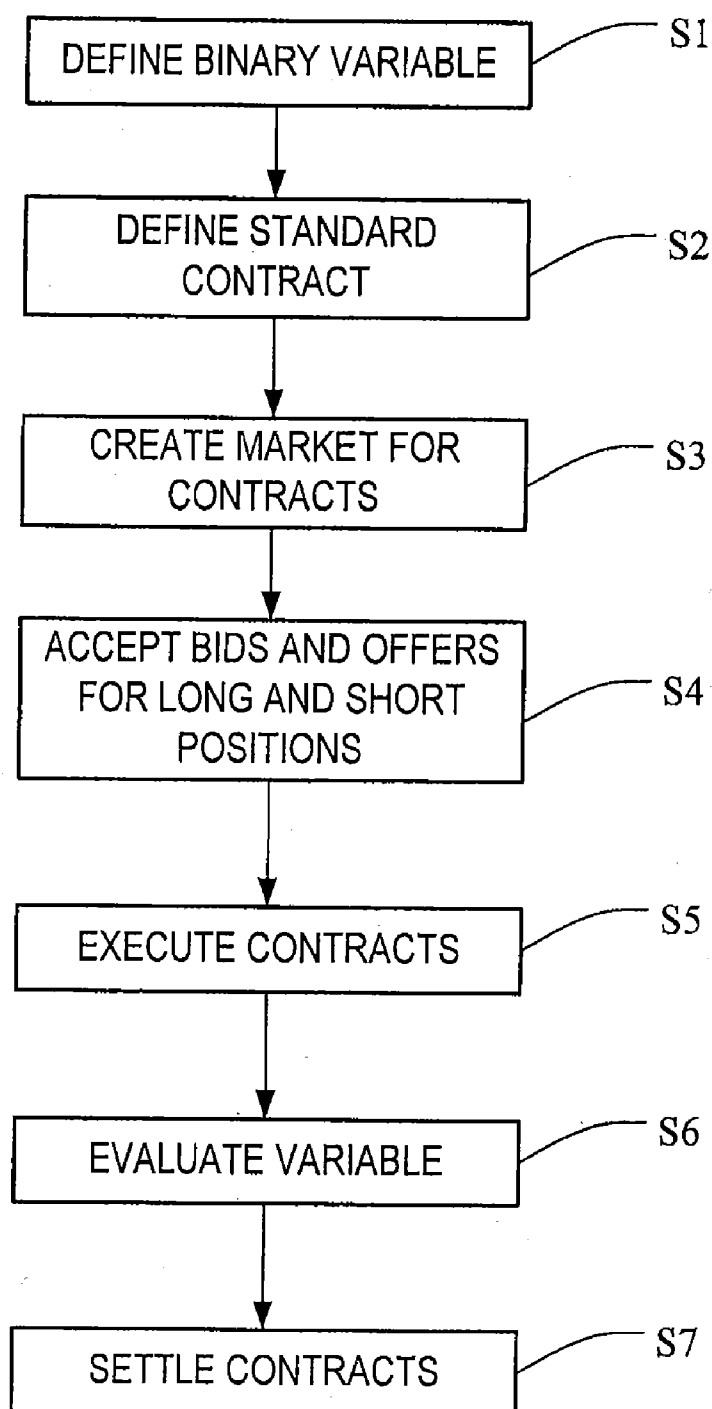 DEFINE BINARY VARIABLE
S1
DEFINE STANDARD
CONTRACT
S2
CREATE MARKET FOR
CONTRACTS
S3
ACCEPT BIDS AND OFFERS
FOR LONG AND SHORT
POSITIONS
S4
EXECUTE CONTRACTS
S5
EVALUATE VARIABLE
S6
SETTLE CONTRACTS
S7